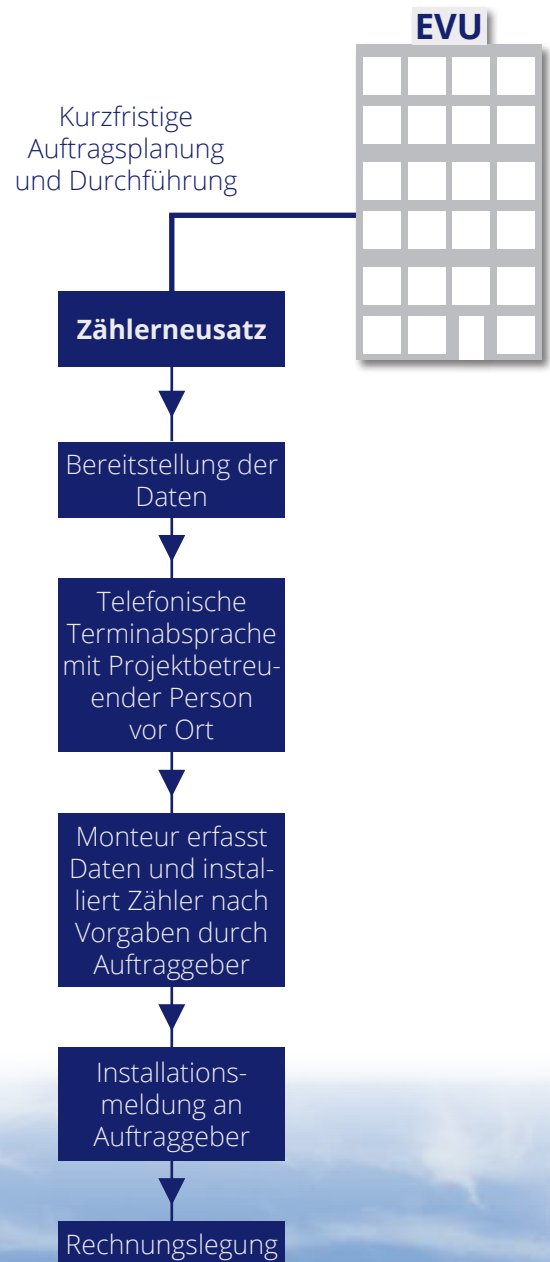 EVU
Kurzfristige
Auftragsplanung
und Durchführung
Zählerneusatz
Bereitstellung der
Daten
Telefonische
Terminabsprache
mit Projektbetreu-
ender Person
vor Ort
Monteur erfasst
Daten und instal-
liert Zähler nach
Vorgaben durch
Auftraggeber
Installations-
meldung an
Auftraggeber
Rechnungslegung